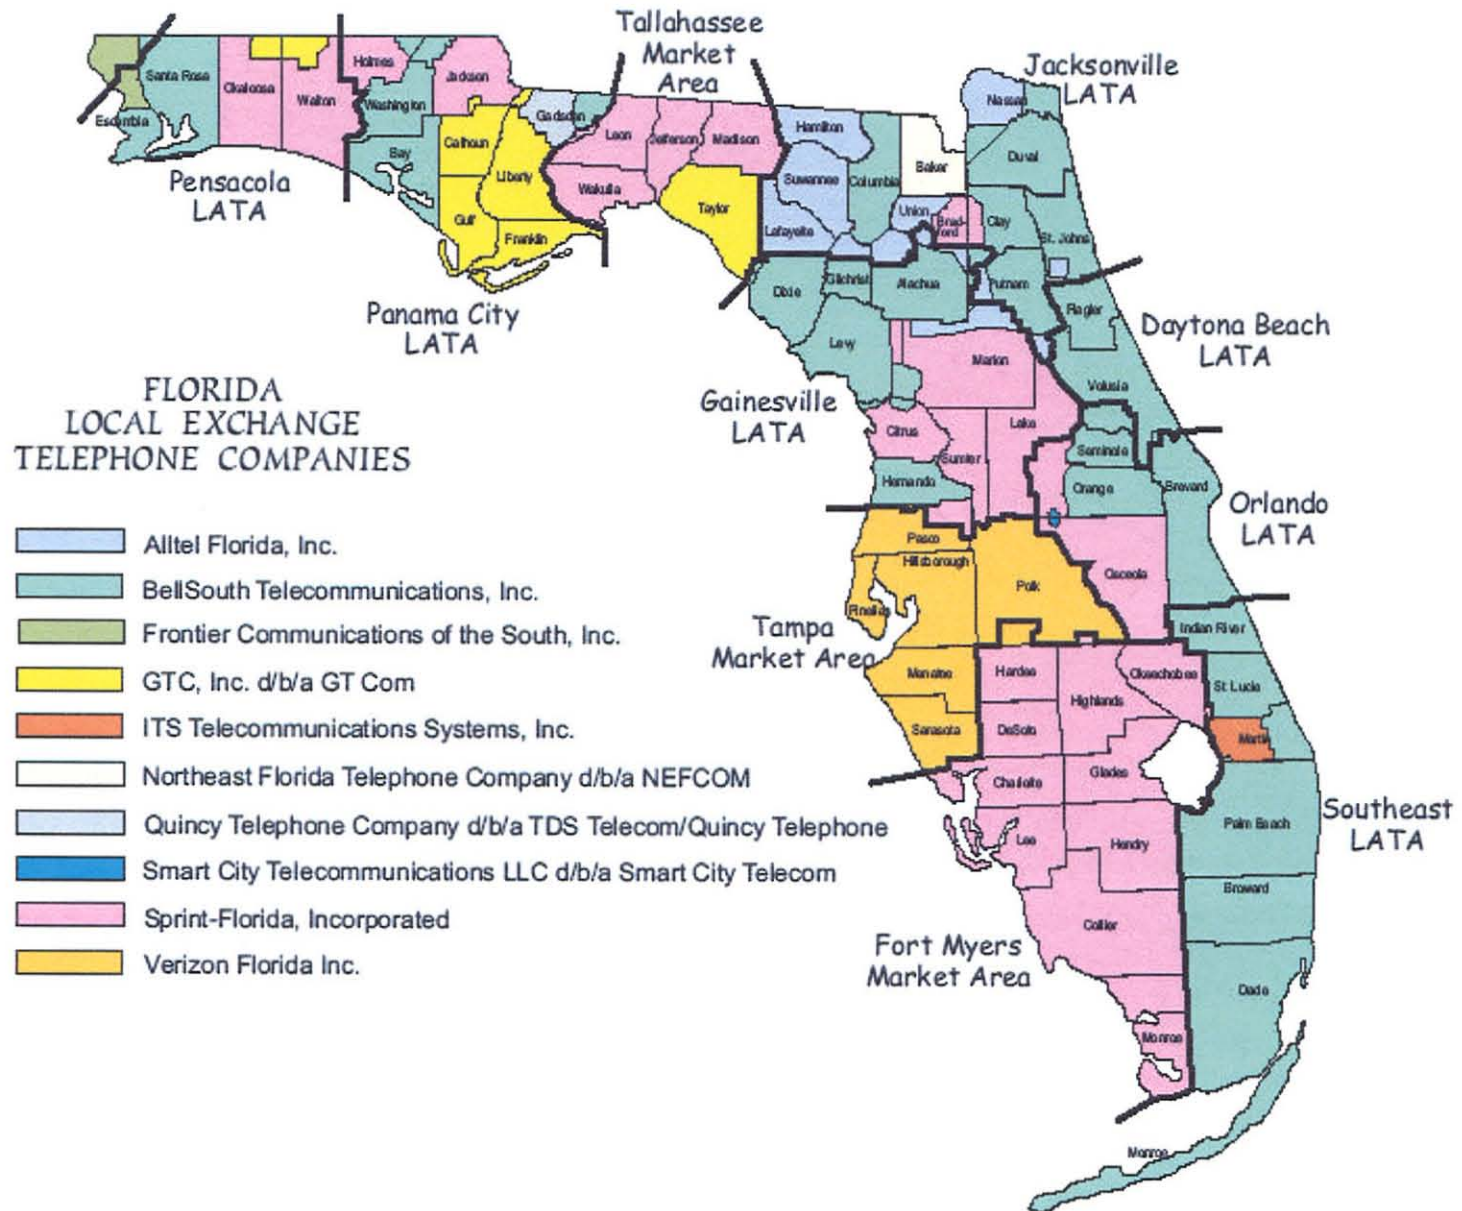 Tallahassee
Market
Area
Jacksonville
LATA
Pensacola
LATA
Panama City
LATA
Daytona Beach
LATA
Gainesville
LATA
Orlando
LATA
Tampa
Market Area
Southeast
LATA
Fort Myers
Market Area
FLORIDA
LOCAL EXCHANGE
TELEPHONE COMPANIES
Alltel Florida, Inc.
BellSouth Telecommunications, Inc.
Frontier Communications of the South, Inc.
GTC, Inc. d/b/a GT Com
ITS Telecommunications Systems, Inc.
Northeast Florida Telephone Company d/b/a NEFCOM
Quincy Telephone Company d/b/a TDS Telecom/Quincy Telephone
Smart City Telecommunications LLC d/b/a Smart City Telecom
Sprint-Florida, Incorporated
Verizon Florida Inc.
Escambia
Santa Rosa
Okaloosa
Walton
Holmes
Washington
Jackson
Bay
Calhoun
Gulf
Liberty
Franklin
Gadsden
Leon
Wakulla
Jefferson
Madison
Taylor
Hamilton
Suwannee
Lafayette
Columbia
Baker
Nassau
Duval
Union
Brad-
ford
Clay
St. Johns
Dixie
Gilchrist
Alachua
Putnam
Flagler
Levy
Marion
Volusia
Citrus
Sumter
Lake
Seminole
Hernando
Orange
Brevard
Pasco
Hillsborough
Pinellas
Polk
Osceola
Indian River
Manatee
Hardee
Highlands
Okeechobee
St. Lucie
Sarasota
DeSoto
Martin
Charlotte
Glades
Palm Beach
Lee
Hendry
Broward
Collier
Dade
Monroe
Monroe